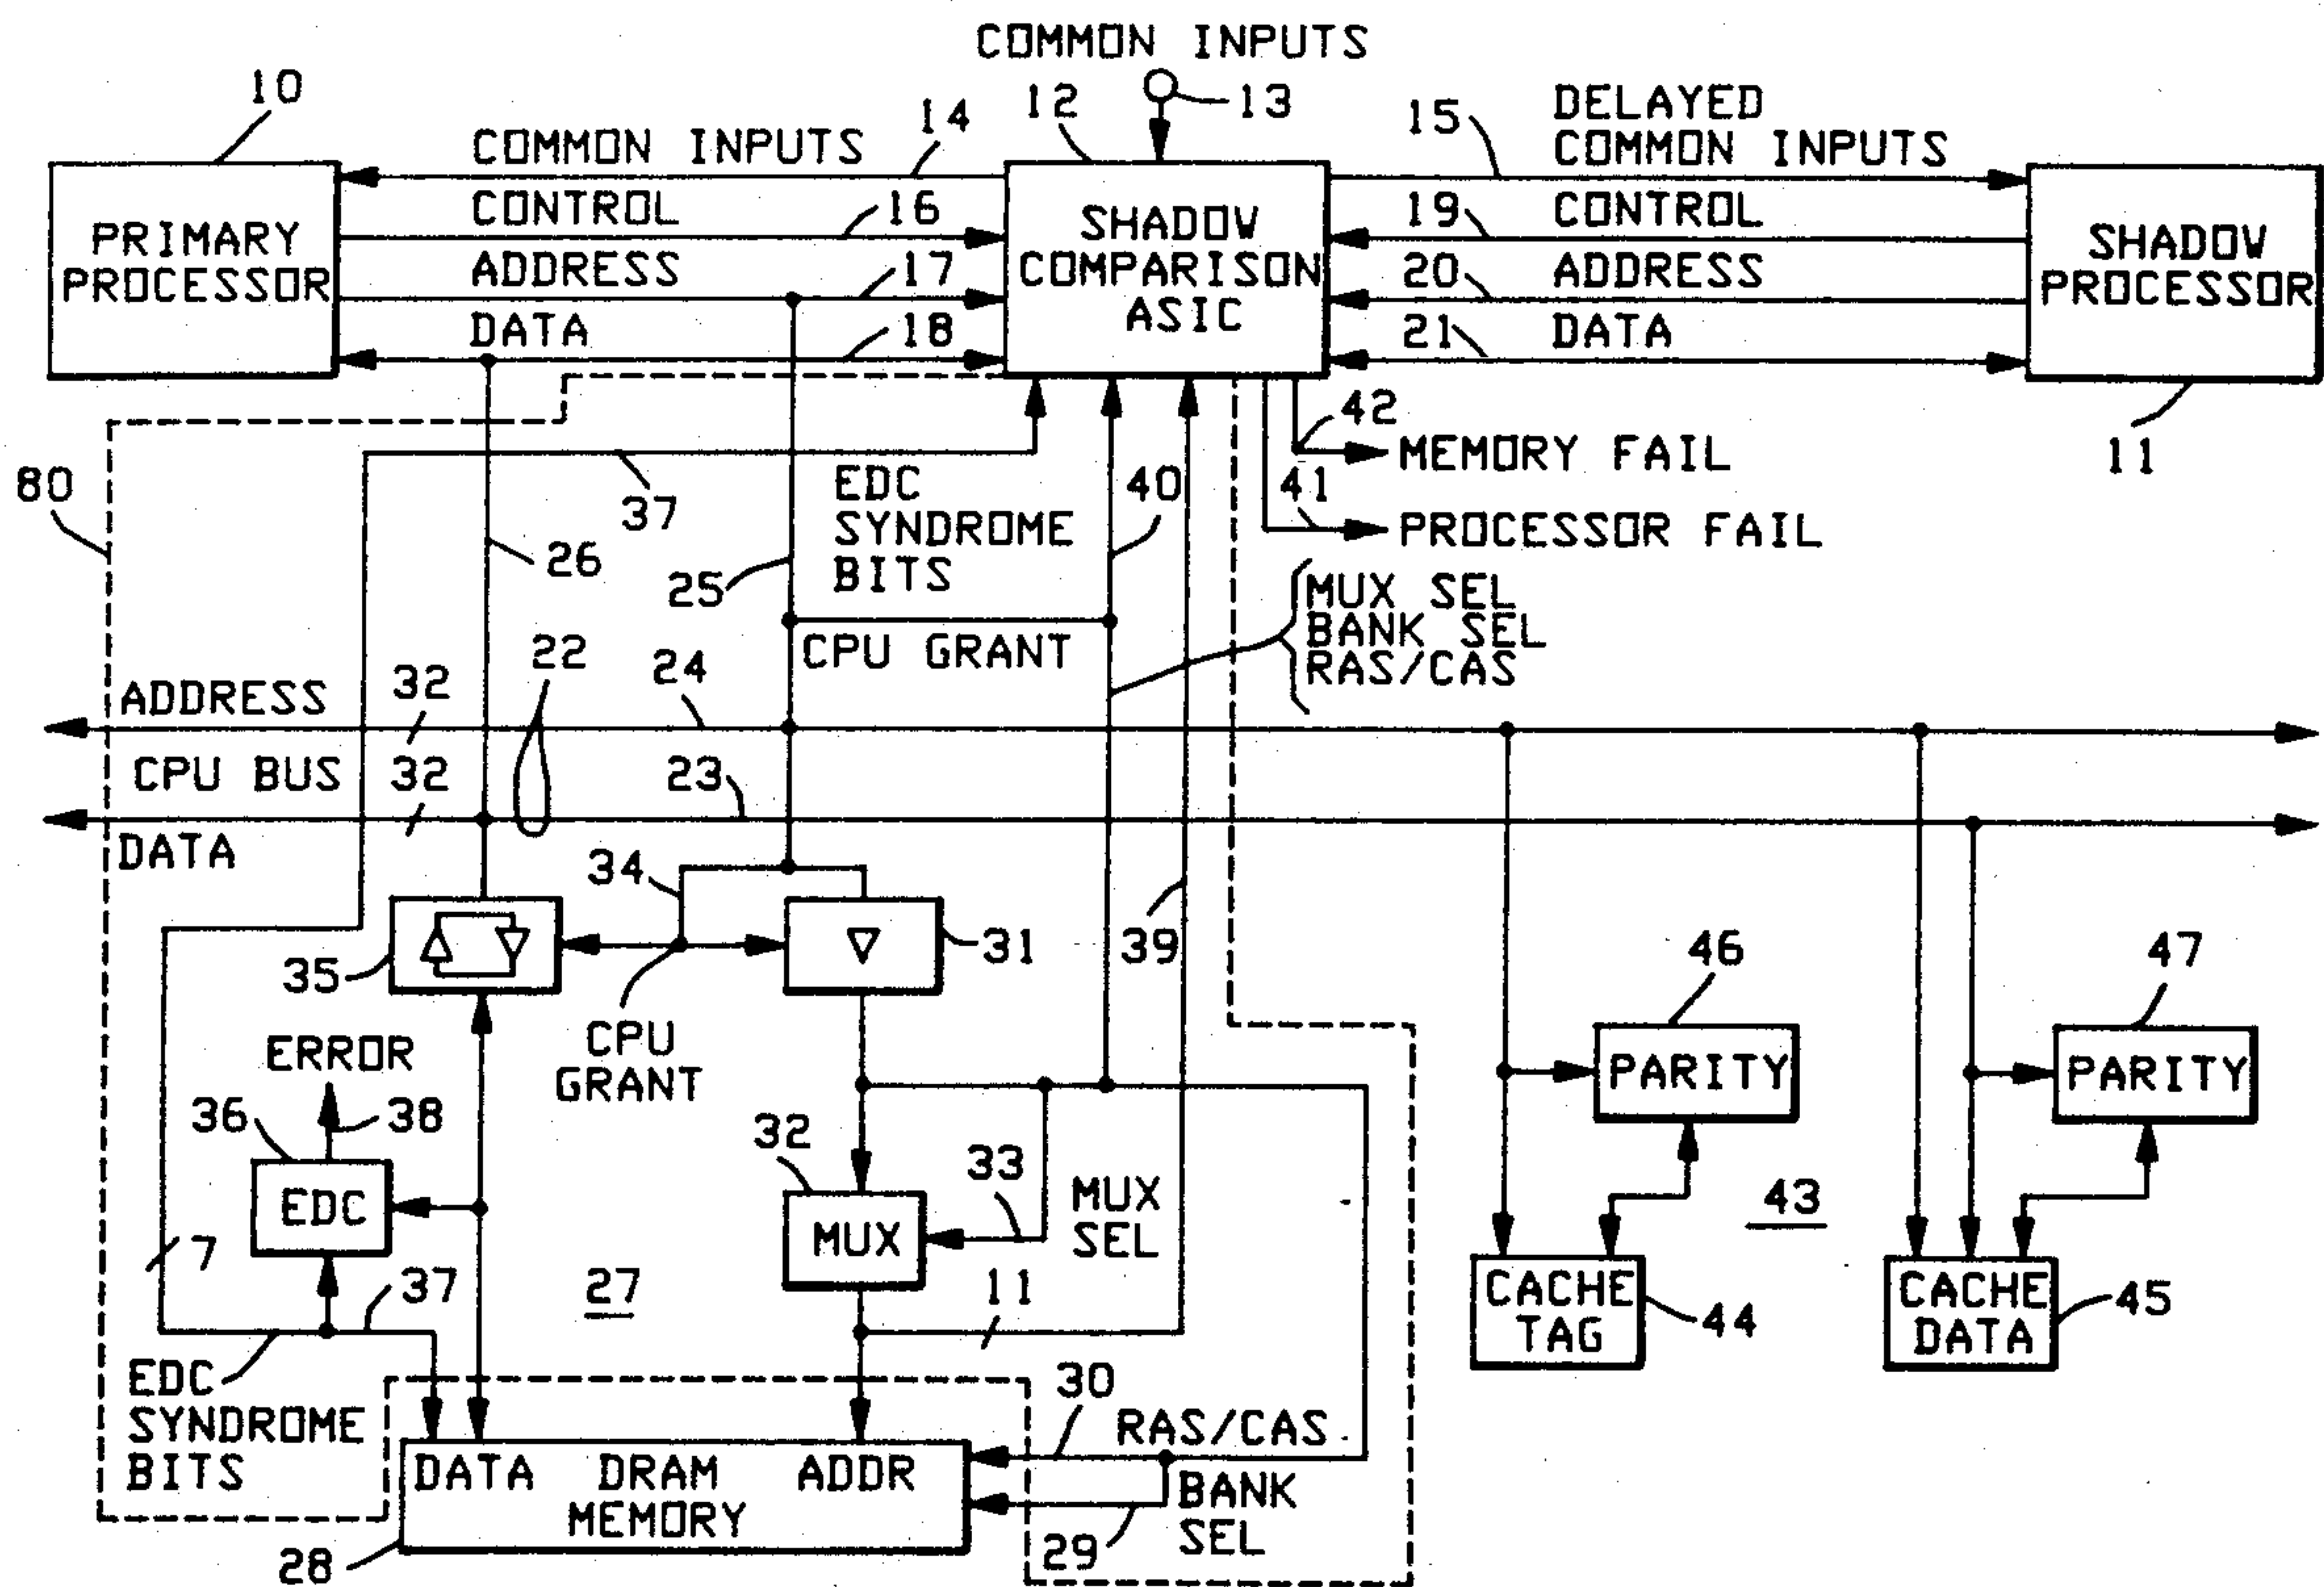 COMMON INPUTS
10
14
12
13
15
DELAYED
COMMON INPUTS
COMMON INPUTS
CONTROL
16
19
CONTROL
PRIMARY
PROCESSOR
ADDRESS
17
SHADOW
COMPARISON
ASIC
20
ADDRESS
SHADOW
PROCESSOR
DATA
18
21
DATA
42
MEMORY FAIL
11
80
37
EDC
SYNDROME
BITS
40
41
PROCESSOR FAIL
26
25
MUX SEL
BANK SEL
RAS/CAS
CPU GRANT
22
24
ADDRESS
32
CPU BUS
32
23
DATA
34
35
31
39
46
47
CPU
GRANT
ERROR
PARITY
PARITY
36
38
32
33
MUX
SEL
43
EDC
MUX
7
37
27
11
CACHE
TAG
44
CACHE
DATA
45
EDC
SYNDROME
BITS
30
RAS/CAS
DATA
DRAM
MEMORY
ADDR
BANK
SEL
28
29